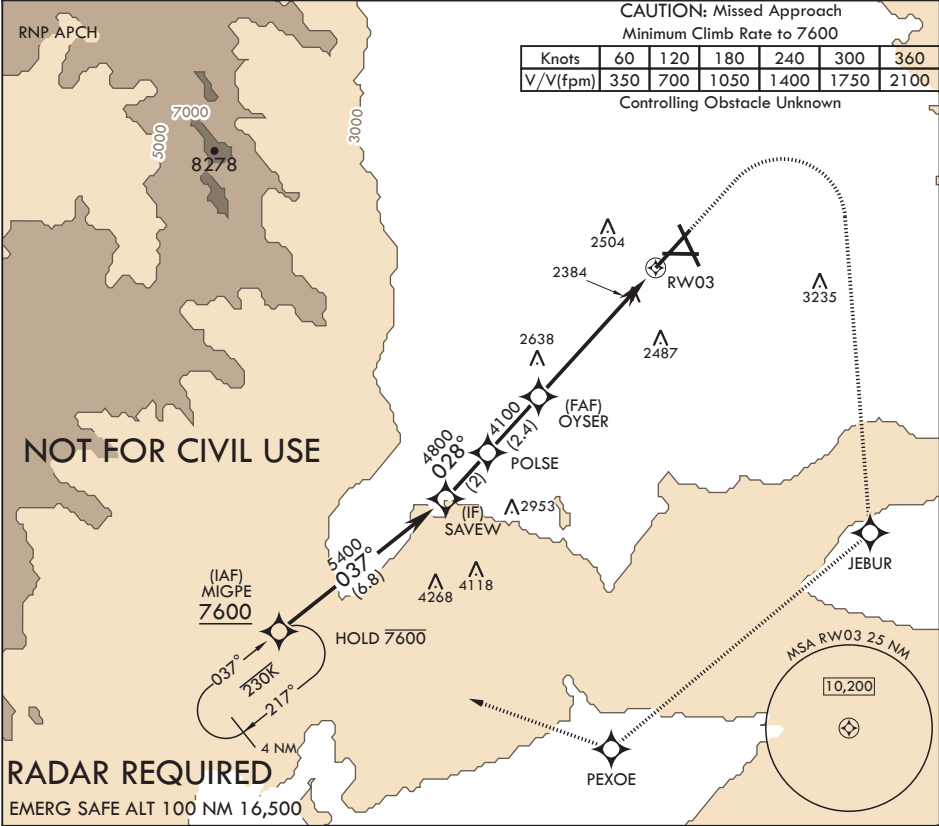 RNP APCH
CAUTION: Missed Approach
Minimum Climb Rate to 7600
Knots 60 120 180 240 300 360
V/V(fpm) 350 700 1050 1400 1750 2100
Controlling Obstacle Unknown
7000
5000
3000
8278
2504
RW03
2384
3235
2638
2487
(FAF)
OYSER
4100
(2.4)
NOT FOR CIVIL USE
4800
028°
(2)
POLSE
2953
(IF)
SAVEW
5400
037°
(6.8)
4268
4118
JEBUR
(IAF)
MIGPE
7600
HOLD 7600
037°
230K
217°
4 NM
MSA RW03 25 NM
10,200
RADAR REQUIRED
PEXOE
EMERG SAFE ALT 100 NM 16,500